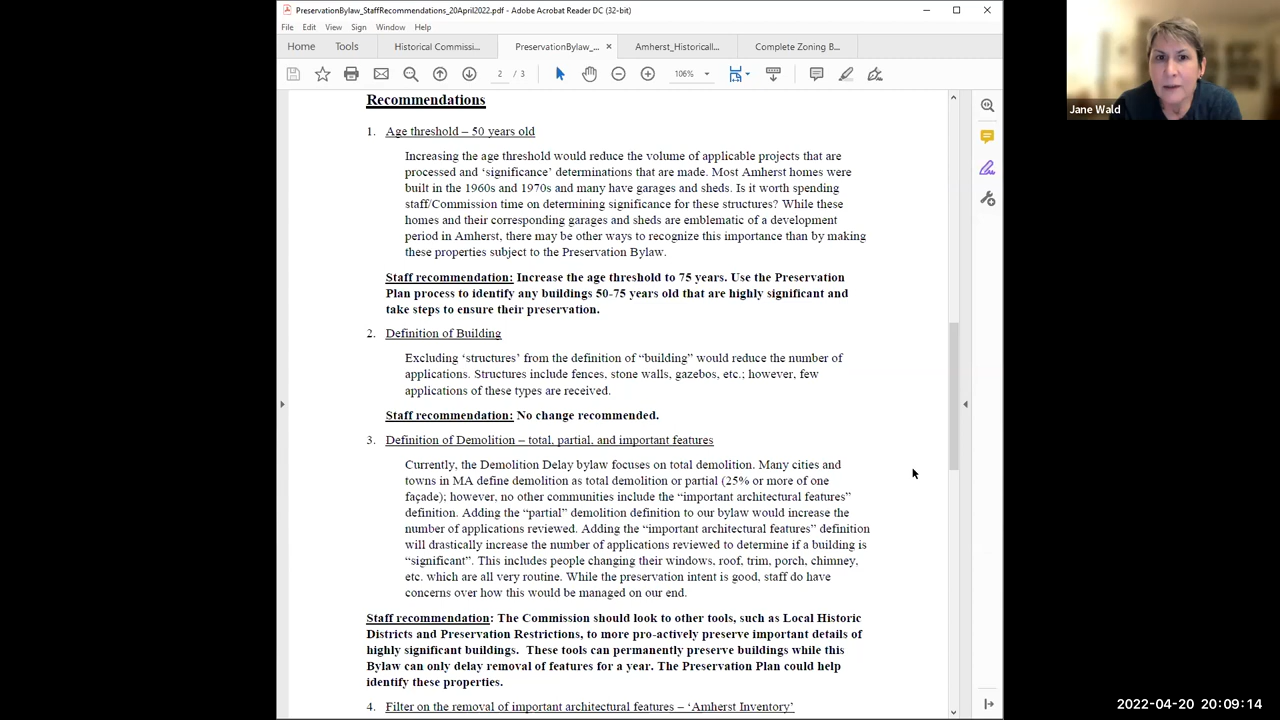 PreservationBylaw_StaffRecommendations_20April2022.pdf - Adobe Acrobat Reader DC (32-bit)
File Edit View Sign Window Help
Home Tools Historical Commissi... PreservationBylaw_... Amherst_Historicall... Complete Zoning B...
2 / 3 106%
Jane Wald
Recommendations
1. Age threshold – 50 years old
Increasing the age threshold would reduce the volume of applicable projects that are
processed and ‘significance’ determinations that are made. Most Amherst homes were
built in the 1960s and 1970s and many have garages and sheds. Is it worth spending
staff/Commission time on determining significance for these structures? While these
homes and their corresponding garages and sheds are emblematic of a development
period in Amherst, there may be other ways to recognize this importance than by making
these properties subject to the Preservation Bylaw.
Staff recommendation: Increase the age threshold to 75 years. Use the Preservation
Plan process to identify any buildings 50-75 years old that are highly significant and
take steps to ensure their preservation.
2. Definition of Building
Excluding ‘structures’ from the definition of “building” would reduce the number of
applications. Structures include fences, stone walls, gazebos, etc.; however, few
applications of these types are received.
Staff recommendation: No change recommended.
3. Definition of Demolition – total, partial, and important features
Currently, the Demolition Delay bylaw focuses on total demolition. Many cities and
towns in MA define demolition as total demolition or partial (25% or more of one
façade); however, no other communities include the “important architectural features”
definition. Adding the “partial” demolition definition to our bylaw would increase the
number of applications reviewed. Adding the “important architectural features” definition
will drastically increase the number of applications reviewed to determine if a building is
“significant”. This includes people changing their windows, roof, trim, porch, chimney,
etc. which are all very routine. While the preservation intent is good, staff do have
concerns over how this would be managed on our end.
Staff recommendation: The Commission should look to other tools, such as Local Historic
Districts and Preservation Restrictions, to more pro-actively preserve important details of
highly significant buildings. These tools can permanently preserve buildings while this
Bylaw can only delay removal of features for a year. The Preservation Plan could help
identify these properties.
4. Filter on the removal of important architectural features – ‘Amherst Inventory’
2022-04-20 20:09:14